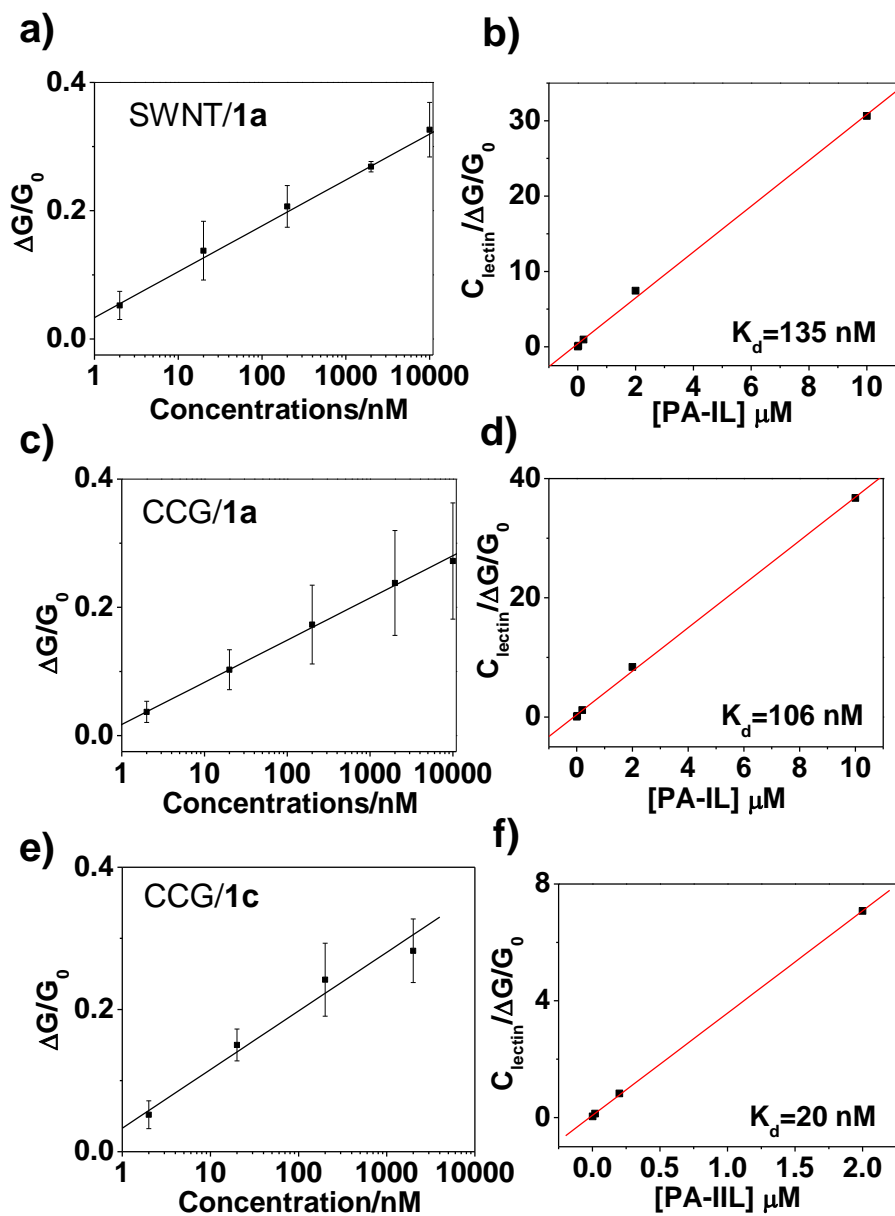 a)
SWNT/1a
ΔG/G0
0.4
0.2
0.0
1 10 100 1000 10000
Concentrations/nM
b)
Clectin/ΔG/G0
30
20
10
0
Kd=135 nM
0 2 4 6 8 10
[PA-IL] μM
c)
CCG/1a
ΔG/G0
0.4
0.2
0.0
1 10 100 1000 10000
Concentrations/nM
d)
Clectin/ΔG/G0
40
20
0
Kd=106 nM
0 2 4 6 8 10
[PA-IL] μM
e)
CCG/1c
ΔG/G0
0.4
0.2
0.0
1 10 100 1000 10000
Concentration/nM
f)
Clectin/ΔG/G0
8
4
0
Kd=20 nM
0.0 0.5 1.0 1.5 2.0
[PA-IIL] μM